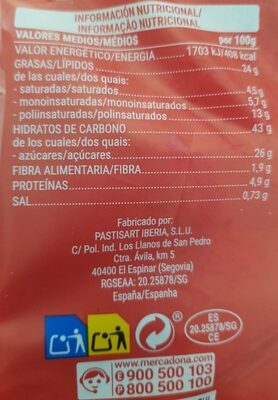 INFORMACIÓN NUTRICIONAL/
INFORMAÇÃO NUTRICIONAL
VALORES MEDIOS/MÉDIOS por 100g
VALOR ENERGÉTICO/ENERGIA 1703 kJ/408 kcal
GRASAS/LÍPIDOS 24 g
de las cuales/dos quais:
- saturadas/saturados 4,5 g
- monoinsaturadas/monoinsaturados 5,7 g
- poliinsaturadas/polinsaturados 13 g
HIDRATOS DE CARBONO 43 g
de los cuales/dos quais:
- azúcares/açúcares 26 g
FIBRA ALIMENTARIA/FIBRA 1,9 g
PROTEÍNAS 4,9 g
SAL 0,73 g
Fabricado por:
PASTISART IBERIA, S.L.U.
C/ Pol. Ind. Los Llanos de San Pedro
Ctra. Ávila, km 5
40400 El Espinar (Segovia)
RGSEAA: 20.25878/SG
España/Espanha
ES
20.25878/SG
CE
www.mercadona.com
E 900 500 103
P 800 500 100